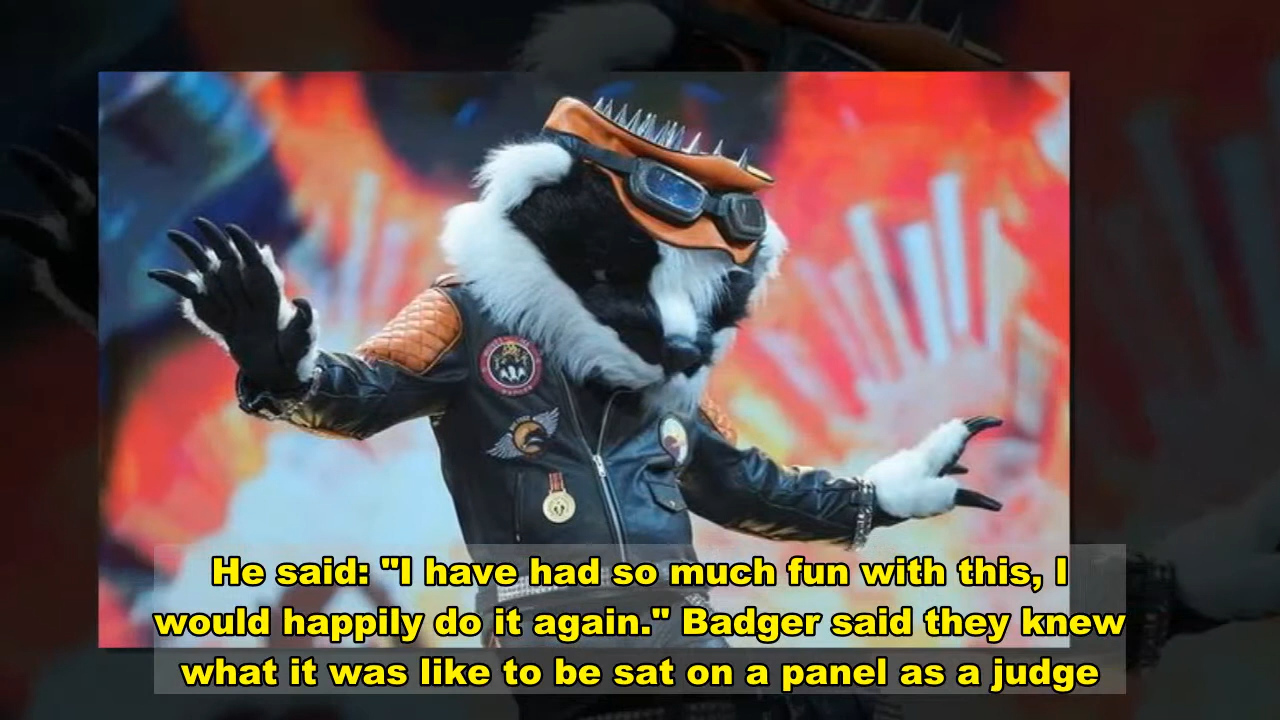 He said: "I have had so much fun with this, I
would happily do it again." Badger said they knew
what it was like to be sat on a panel as a judge